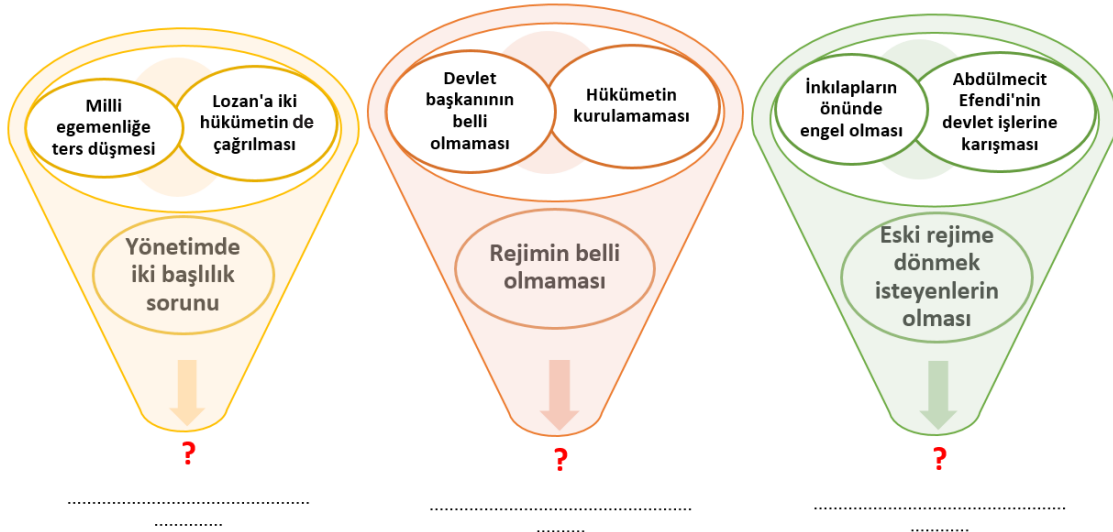 Milli
egemenliğe
ters düşmesi
Lozan'a iki
hükümetin de
çağrılması
Yönetimde
iki başlılık
sorunu
?
................................................
..............
Devlet
başkanının
belli
olmaması
Hükümetin
kurulamaması
Rejimin belli
olmaması
?
................................................
..........
İnkılapların
önünde
engel olması
Abdülmecit
Efendi'nin
devlet işlerine
karışması
Eski rejime
dönmek
isteyenlerin
olması
?
................................................
............